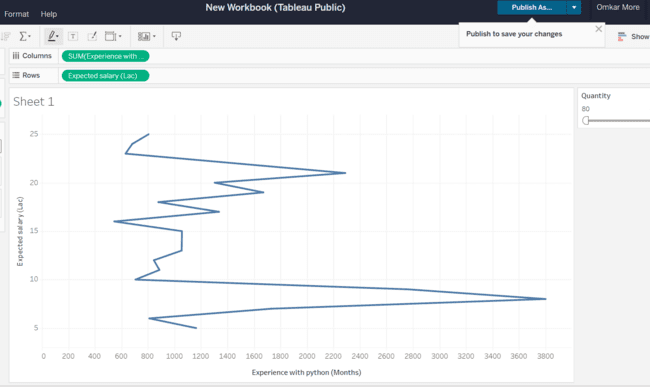 New Workbook (Tableau Public)
Publish As...
Omkar More
Format
Help
Publish to save your changes
Show
Columns
SUM(Experience with
Rows
Expected salary (Lac)
Sheet 1
Quantity
80
25
20
15
10
5
Expected salary (Lac)
0 200 400 600 800 1000 1200 1400 1600 1800 2000 2200 2400 2600 2800 3000 3200 3400 3600 3800
Experience with python (Months)